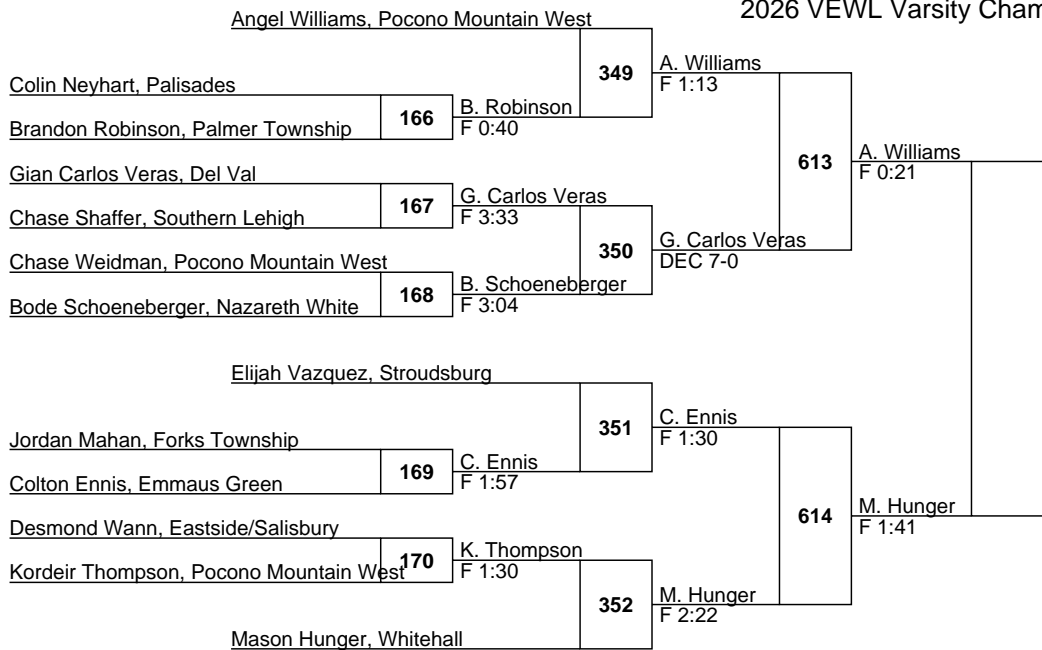 2026 VEWL Varsity Cham
Angel Williams, Pocono Mountain West
349
A. Williams
F 1:13
Colin Neyhart, Palisades
166
B. Robinson
F 0:40
Brandon Robinson, Palmer Township
613
A. Williams
F 0:21
Gian Carlos Veras, Del Val
167
G. Carlos Veras
F 3:33
Chase Shaffer, Southern Lehigh
350
G. Carlos Veras
DEC 7-0
Chase Weidman, Pocono Mountain West
168
B. Schoeneberger
F 3:04
Bode Schoeneberger, Nazareth White
Elijah Vazquez, Stroudsburg
351
C. Ennis
F 1:30
Jordan Mahan, Forks Township
169
C. Ennis
F 1:57
Colton Ennis, Emmaus Green
614
M. Hunger
F 1:41
Desmond Wann, Eastside/Salisbury
170
K. Thompson
F 1:30
Kordeir Thompson, Pocono Mountain West
352
M. Hunger
F 2:22
Mason Hunger, Whitehall